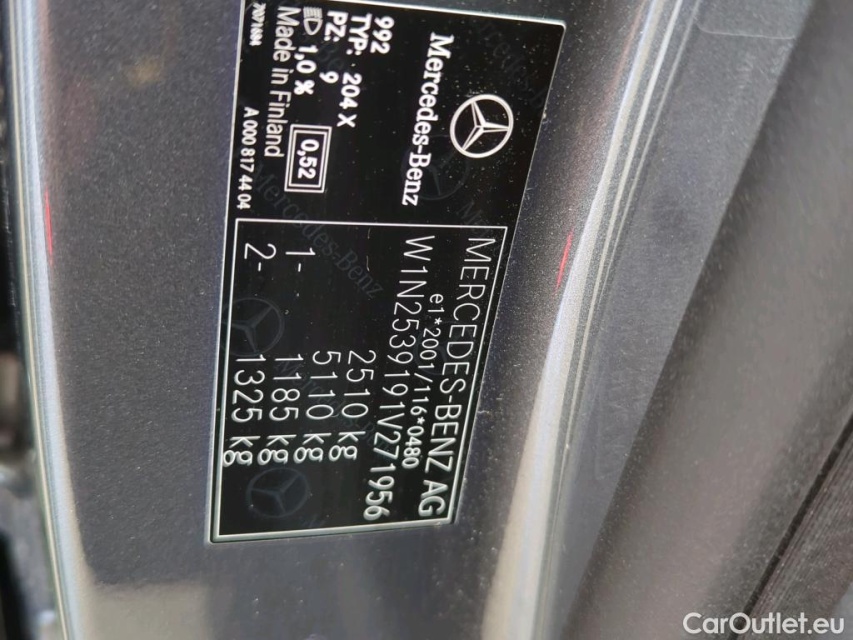 Mercedes-Benz
992
TYP: 204 X
PZ: 9
1,0 %
0,52
Made in Finland
7071684
A 000 817 44 04
MERCEDES-BENZ AG
e1*2001/116*0480
W1N2539191V271956
2510 kg
5110 kg
1- 1185 kg
2- 1325 kg
CarOutlet.eu